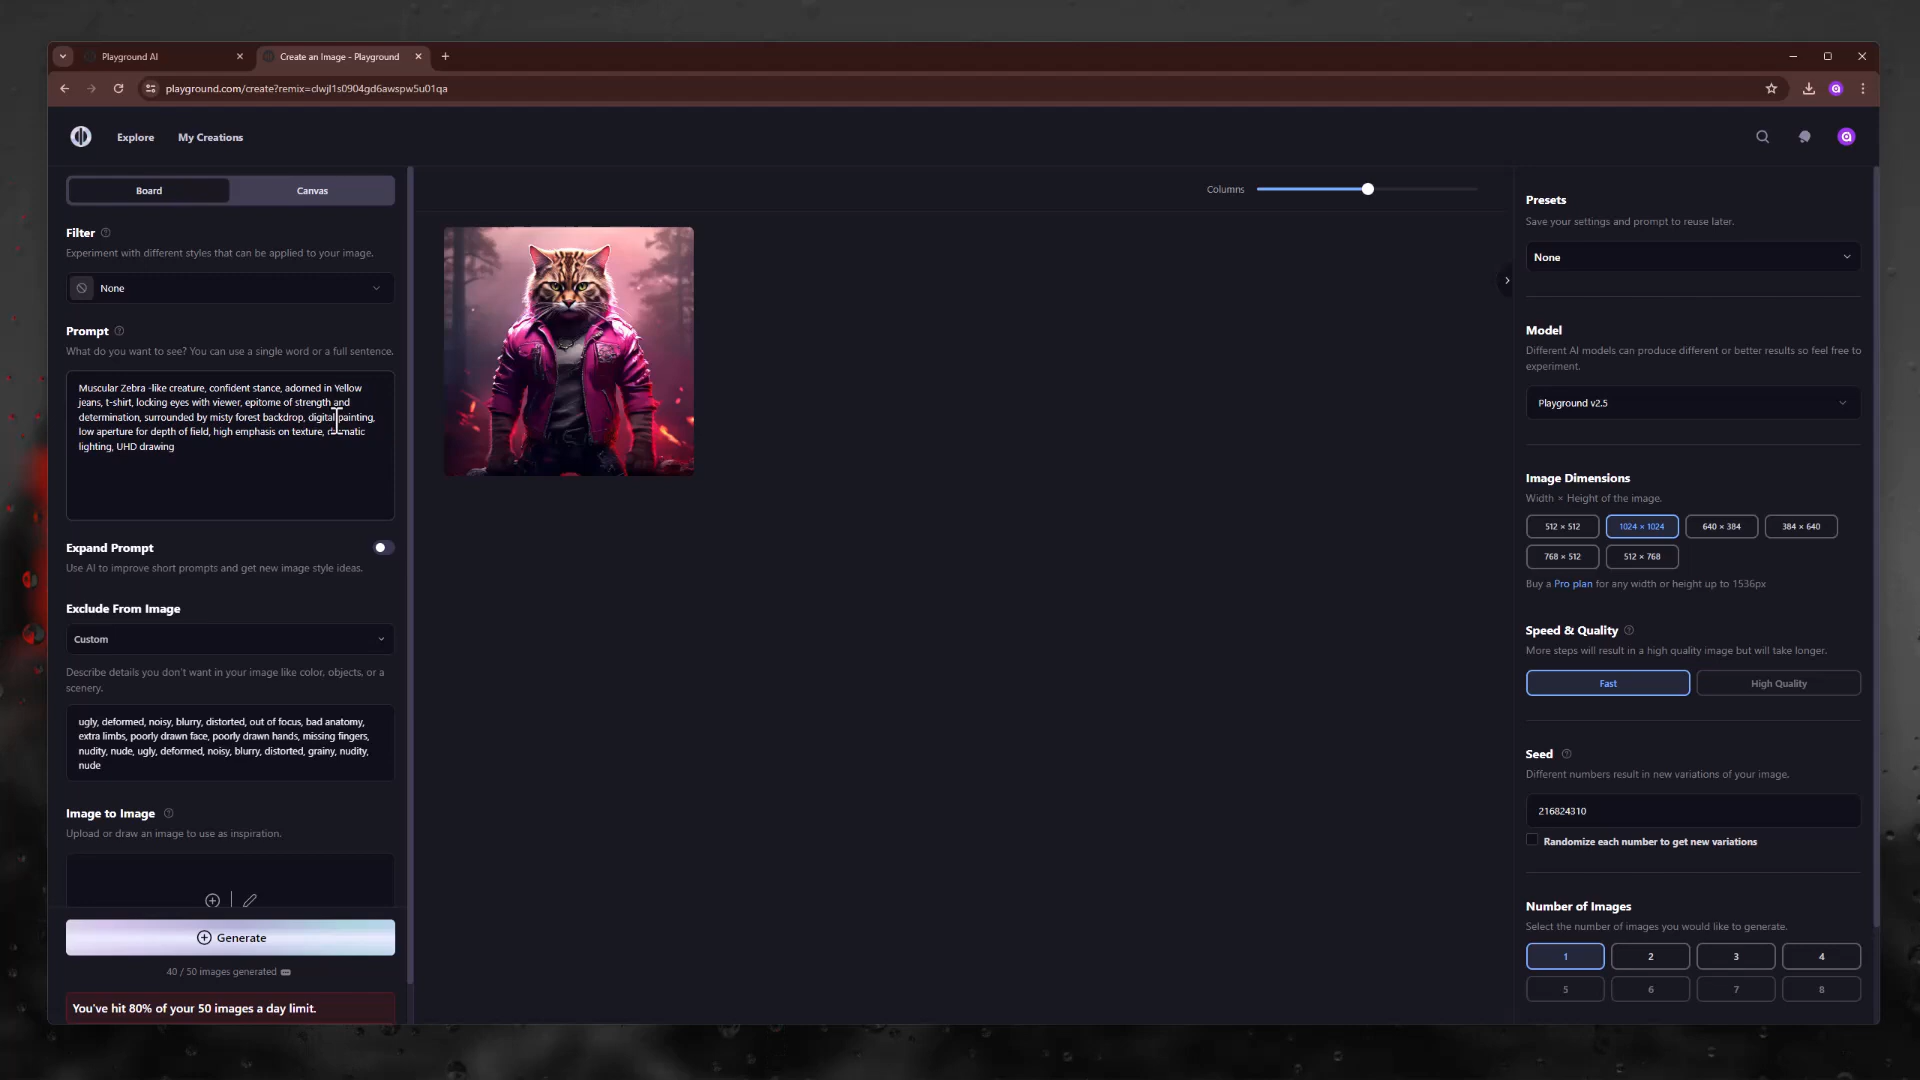 Playground AI
Create an Image - Playground
playground.com/create?remix=clwjl1s0904gd6awspw5u01qa
Explore
My Creations
Board
Canvas
Filter
Experiment with different styles that can be applied to your image.
None
Prompt
What do you want to see? You can use a single word or a full sentence.
Muscular Zebra -like creature, confident stance, adorned in Yellow
jeans, t-shirt, locking eyes with viewer, epitome of strength and
determination, surrounded by misty forest backdrop, digital painting,
low aperture for depth of field, high emphasis on texture, dramatic
lighting, UHD drawing
Expand Prompt
Use AI to improve short prompts and get new image style ideas.
Exclude From Image
Custom
Describe details you don't want in your image like color, objects, or a
scenery.
ugly, deformed, noisy, blurry, distorted, out of focus, bad anatomy,
extra limbs, poorly drawn face, poorly drawn hands, missing fingers,
nudity, nude, ugly, deformed, noisy, blurry, distorted, grainy, nudity,
nude
Image to Image
Upload or draw an image to use as inspiration.
Generate
40 / 50 images generated
You've hit 80% of your 50 images a day limit.
Columns
Presets
Save your settings and prompt to reuse later.
None
Model
Different AI models can produce different or better results so feel free to
experiment.
Playground v2.5
Image Dimensions
Width × Height of the image.
512 × 512
1024 × 1024
640 × 384
384 × 640
768 × 512
512 × 768
Buy a Pro plan for any width or height up to 1536px
Speed & Quality
More steps will result in a high quality image but will take longer.
Fast
High Quality
Seed
Different numbers result in new variations of your image.
216824310
Randomize each number to get new variations
Number of Images
Select the number of images you would like to generate.
1
2
3
4
5
6
7
8